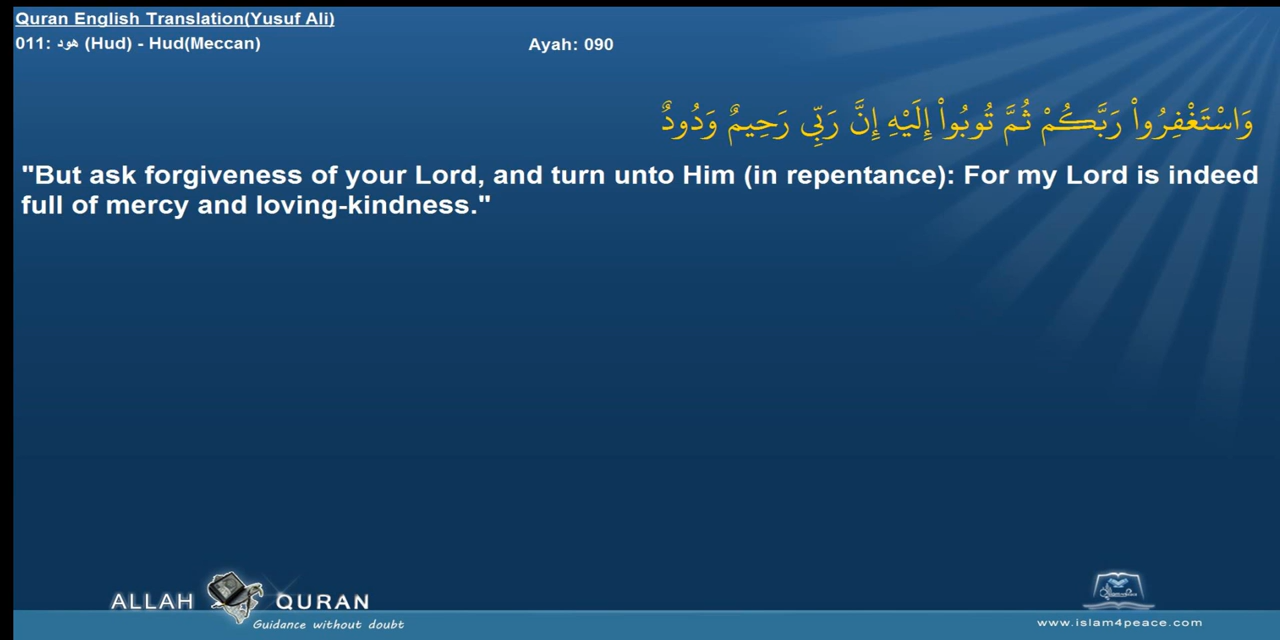 Quran English Translation(Yusuf Ali)
011: هود (Hud) - Hud(Meccan) Ayah: 090
وَاسْتَغْفِرُواْ رَبَّكُمْ ثُمَّ تُوبُواْ إِلَيْهِ إِنَّ رَبِّي رَحِيمٌ وَدُودٌ
"But ask forgiveness of your Lord, and turn unto Him (in repentance): For my Lord is indeed
full of mercy and loving-kindness."
ALLAH QURAN
Guidance without doubt
www.islam4peace.com